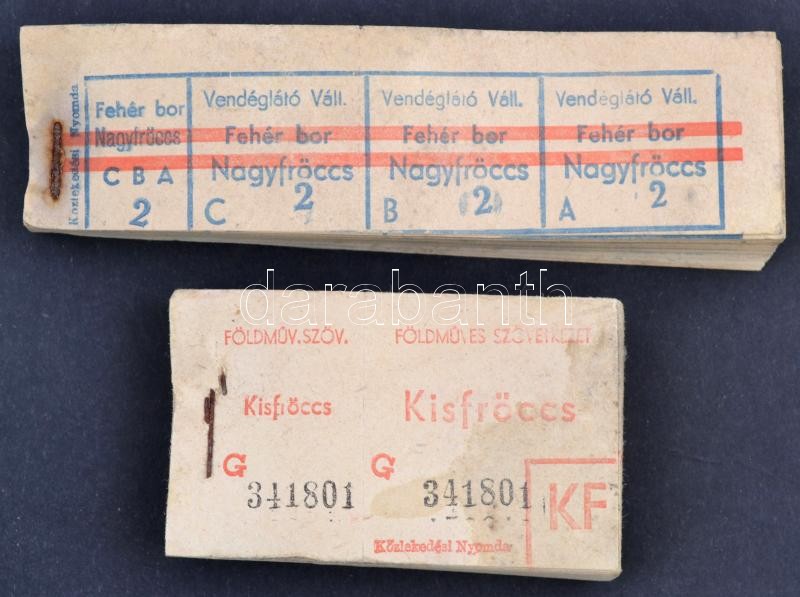 Közlekedési Nyomda
Fehér bor
Nagyfröccs
C B A
2
Vendéglátó Váll.
Fehér bor
Nagyfröccs
C 2
Vendéglátó Váll.
Fehér bor
Nagyfröccs
B 2
Vendéglátó Váll.
Fehér bor
Nagyfröccs
A 2
darabanth
FÖLDMŰV. SZÖV.
Kisfröccs
G
341801
FÖLDMŰVES SZÖVETKEZET
Kisfröccs
G
341801
KF
Közlekedési Nyomda